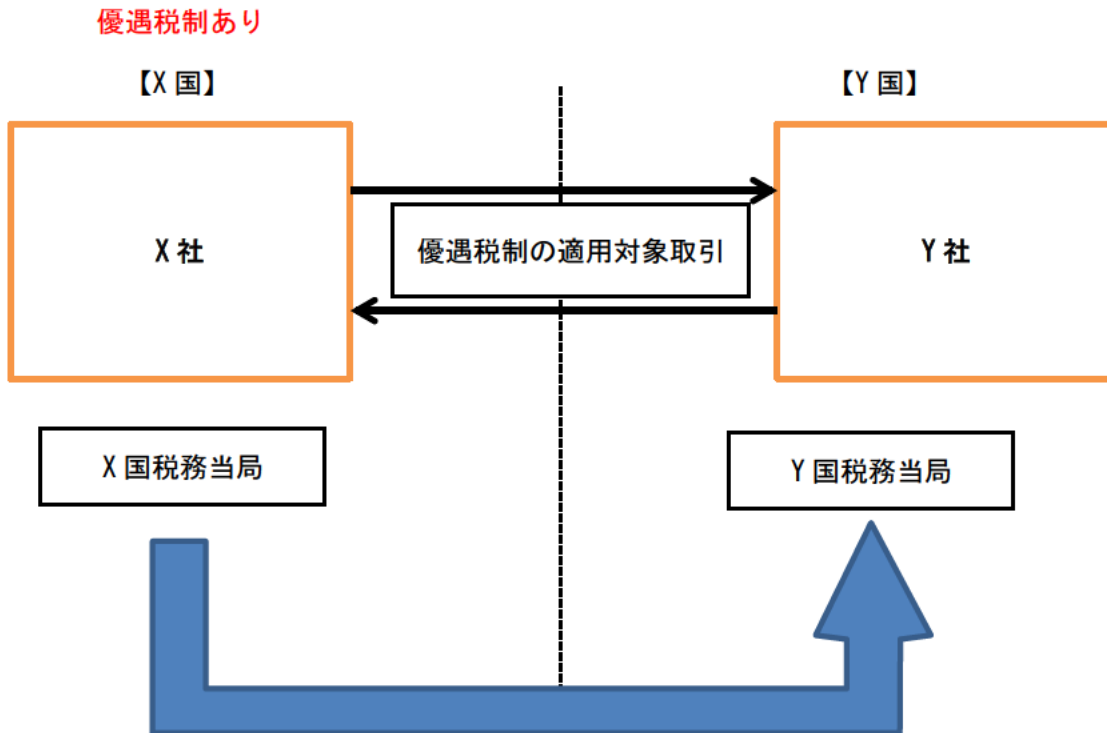 優遇税制あり
【X 国】
【Y 国】
X 社
優遇税制の適用対象取引
Y 社
X 国税務当局
Y 国税務当局